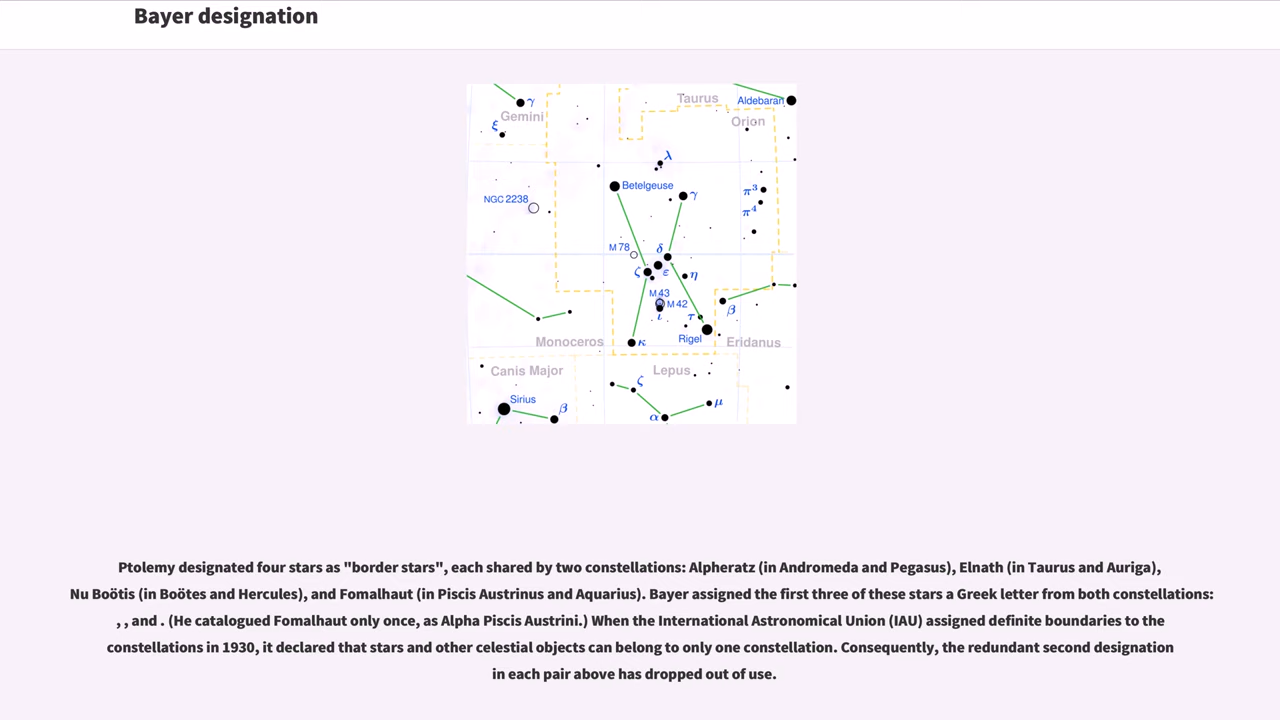 Bayer designation
Taurus
Aldebaran
γ
Gemini
Orion
ξ
λ
Betelgeuse
γ
π³
NGC 2238
π⁴
M 78
δ
ζ
ε
η
M 43
M 42
ι
τ
β
Rigel
κ
Monoceros
Eridanus
Canis Major
Lepus
ζ
Sirius
β
α
μ
Ptolemy designated four stars as "border stars", each shared by two constellations: Alpheratz (in Andromeda and Pegasus), Elnath (in Taurus and Auriga),
Nu Boötis (in Boötes and Hercules), and Fomalhaut (in Piscis Austrinus and Aquarius). Bayer assigned the first three of these stars a Greek letter from both constellations:
, , and . (He catalogued Fomalhaut only once, as Alpha Piscis Austrini.) When the International Astronomical Union (IAU) assigned definite boundaries to the
constellations in 1930, it declared that stars and other celestial objects can belong to only one constellation. Consequently, the redundant second designation
in each pair above has dropped out of use.